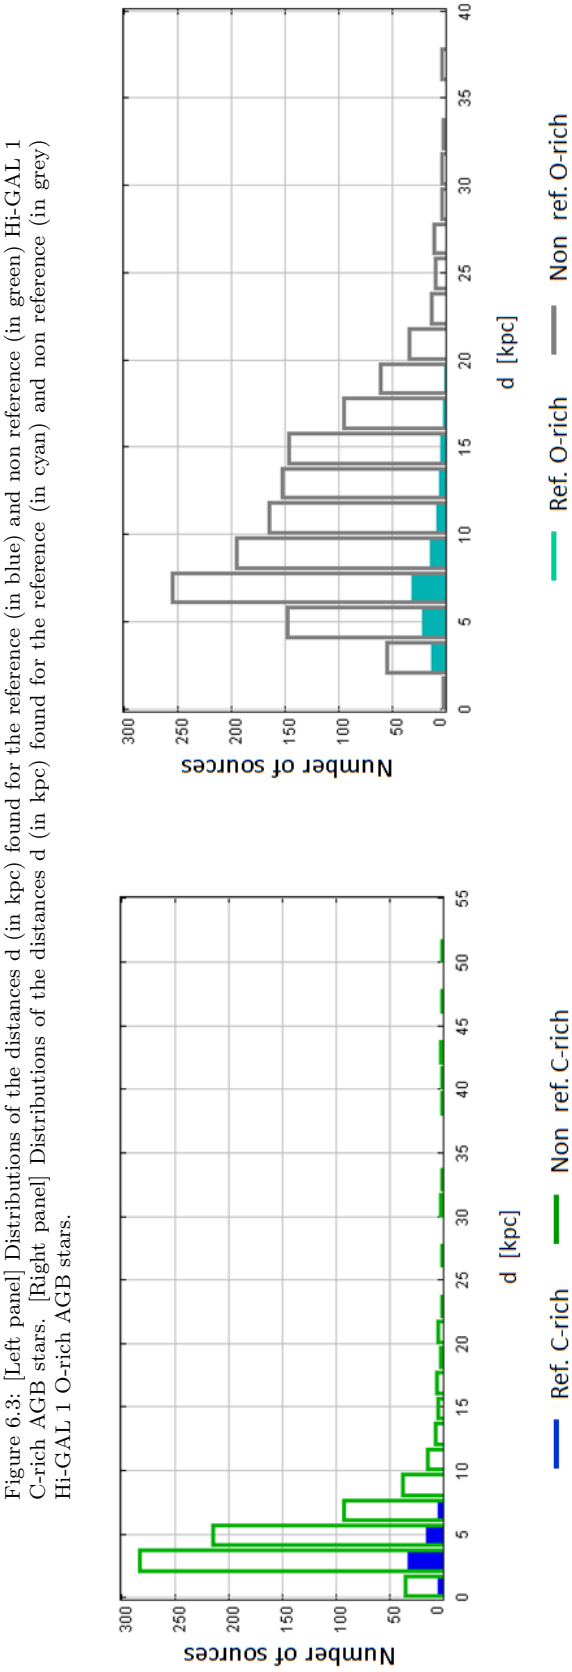 Figure 6.3: [Left panel] Distributions of the distances d (in kpc) found for the reference (in blue) and non reference (in green) Hi-GAL 1
C-rich AGB stars. [Right panel] Distributions of the distances d (in kpc) found for the reference (in cyan) and non reference (in grey)
Hi-GAL 1 O-rich AGB stars.
Number of sources
300
250
200
150
100
50
0
0 5 10 15 20 25 30 35 40 45 50 55
d [kpc]
Ref. C-rich Non ref. C-rich
Number of sources
300
250
200
150
100
50
0
0 5 10 15 20 25 30 35 40
d [kpc]
Ref. O-rich Non ref. O-rich